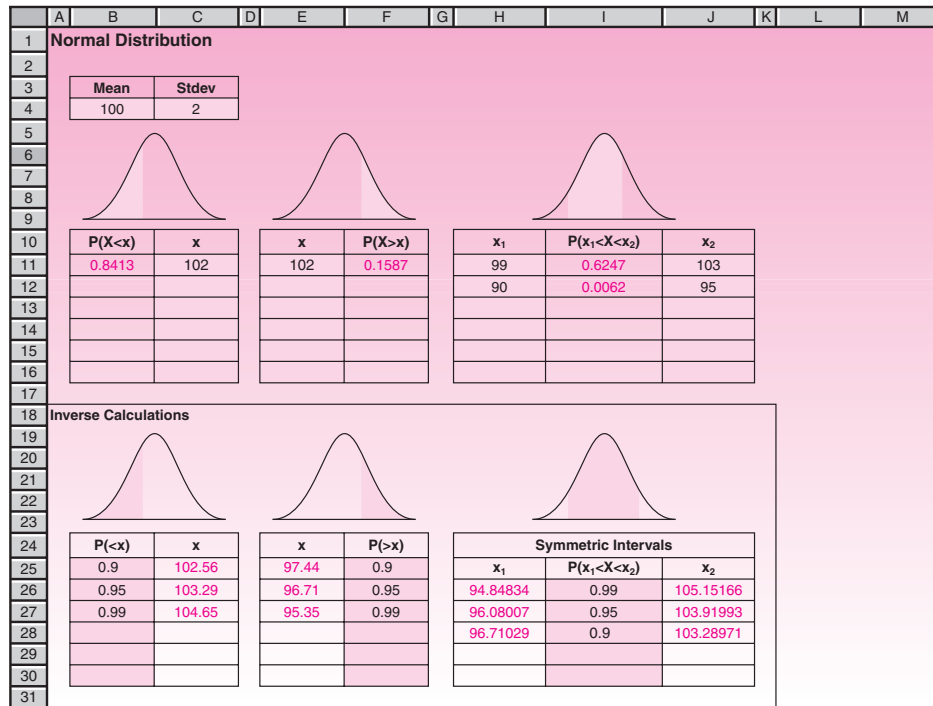 A B C D E F G H I J K L M
1 Normal Distribution
2
3 Mean Stdev
4 100 2
5
6
7
8
9
10 P(X<x) x x P(X>x) x₁ P(x₁<X<x₂) x₂
11 0.8413 102 102 0.1587 99 0.6247 103
12 90 0.0062 95
13
14
15
16
17
18 Inverse Calculations
19
20
21
22
23
24 P(<x) x x P(>x) Symmetric Intervals
25 0.9 102.56 97.44 0.9 x₁ P(x₁<X<x₂) x₂
26 0.95 103.29 96.71 0.95 94.84834 0.99 105.15166
27 0.99 104.65 95.35 0.99 96.08007 0.95 103.91993
28 96.71029 0.9 103.28971
29
30
31